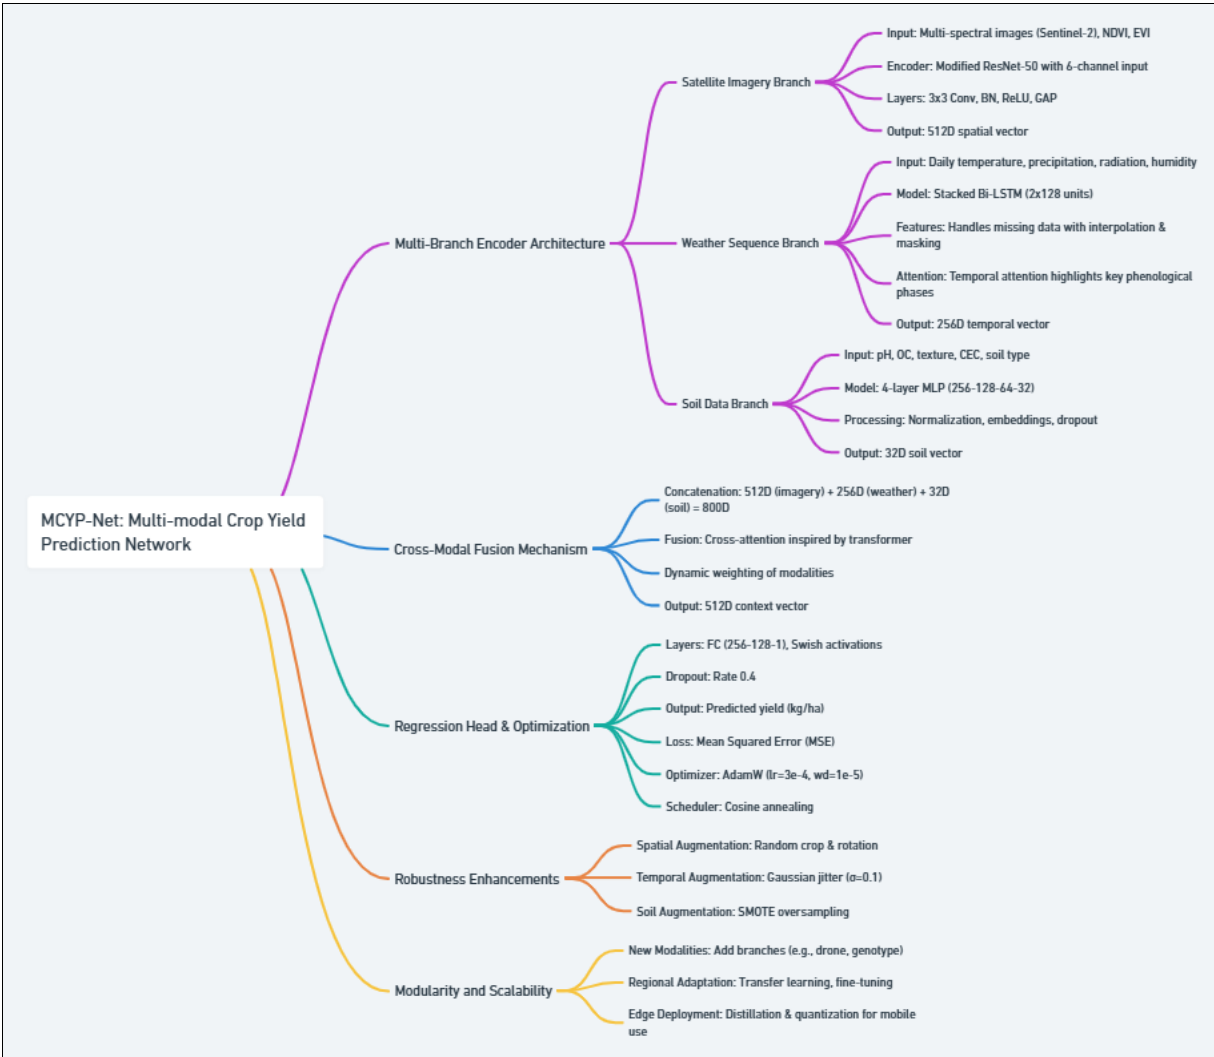 MCYP-Net: Multi-modal Crop Yield
Prediction Network
Multi-Branch Encoder Architecture
Satellite Imagery Branch
Input: Multi-spectral images (Sentinel-2), NDVI, EVI
Encoder: Modified ResNet-50 with 6-channel input
Layers: 3x3 Conv, BN, ReLU, GAP
Output: 512D spatial vector
Weather Sequence Branch
Input: Daily temperature, precipitation, radiation, humidity
Model: Stacked Bi-LSTM (2x128 units)
Features: Handles missing data with interpolation &
masking
Attention: Temporal attention highlights key phenological
phases
Output: 256D temporal vector
Soil Data Branch
Input: pH, OC, texture, CEC, soil type
Model: 4-layer MLP (256-128-64-32)
Processing: Normalization, embeddings, dropout
Output: 32D soil vector
Cross-Modal Fusion Mechanism
Concatenation: 512D (imagery) + 256D (weather) + 32D
(soil) = 800D
Fusion: Cross-attention inspired by transformer
Dynamic weighting of modalities
Output: 512D context vector
Regression Head & Optimization
Layers: FC (256-128-1), Swish activations
Dropout: Rate 0.4
Output: Predicted yield (kg/ha)
Loss: Mean Squared Error (MSE)
Optimizer: AdamW (lr=3e-4, wd=1e-5)
Scheduler: Cosine annealing
Robustness Enhancements
Spatial Augmentation: Random crop & rotation
Temporal Augmentation: Gaussian jitter (σ=0.1)
Soil Augmentation: SMOTE oversampling
Modularity and Scalability
New Modalities: Add branches (e.g., drone, genotype)
Regional Adaptation: Transfer learning, fine-tuning
Edge Deployment: Distillation & quantization for mobile
use